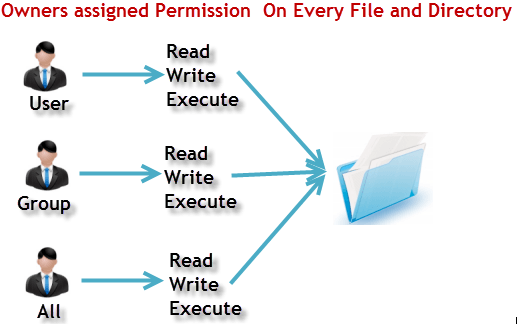 Owners assigned Permission On Every File and Directory
Read
Write
Execute
User
Read
Write
Execute
Group
Read
Write
Execute
All